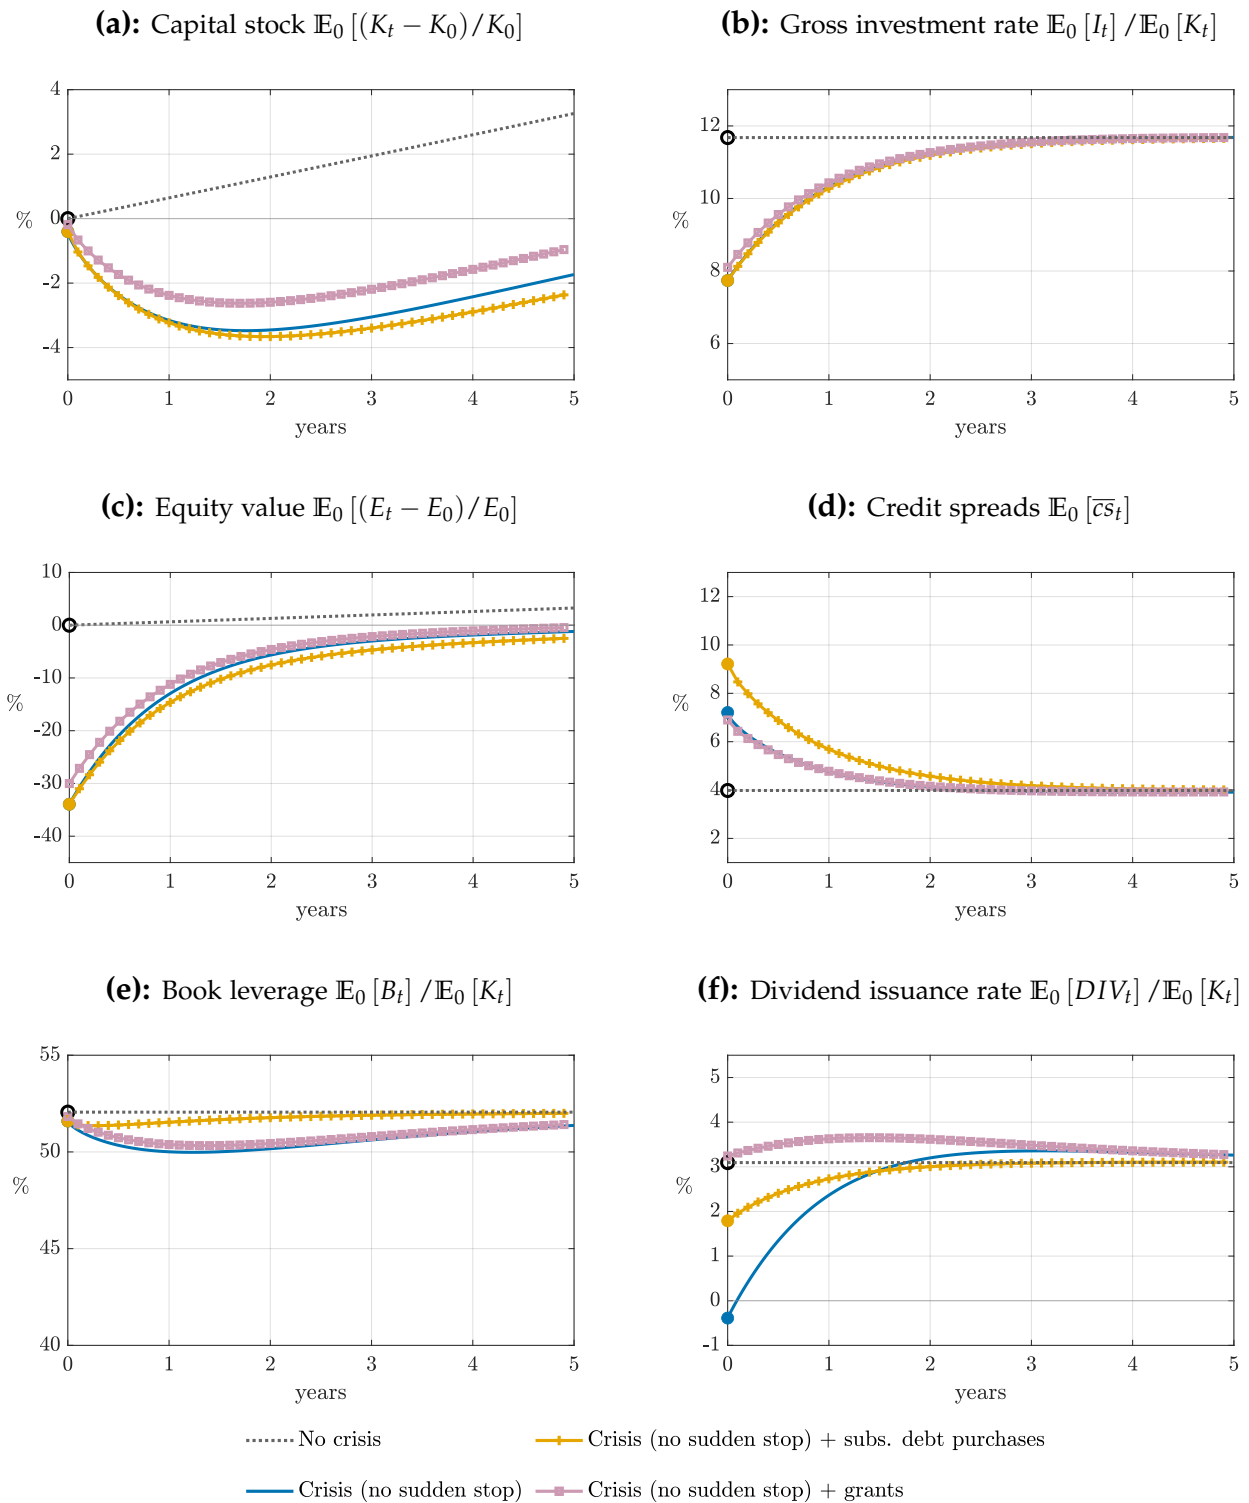 (a): Capital stock 𝔼₀ [(Kₜ − K₀)/K₀]
(b): Gross investment rate 𝔼₀ [Iₜ] /𝔼₀ [Kₜ]
4
2
0
-2
-4
%
0 1 2 3 4 5
years
12
10
8
6
%
0 1 2 3 4 5
years
(c): Equity value 𝔼₀ [(Eₜ − E₀)/E₀]
(d): Credit spreads 𝔼₀ [c̅s̅ₜ]
10
0
-10
-20
-30
-40
%
0 1 2 3 4 5
years
12
10
8
6
4
2
%
0 1 2 3 4 5
years
(e): Book leverage 𝔼₀ [Bₜ] /𝔼₀ [Kₜ]
(f): Dividend issuance rate 𝔼₀ [DIVₜ] /𝔼₀ [Kₜ]
55
50
45
40
%
0 1 2 3 4 5
years
5
4
3
2
1
0
-1
%
0 1 2 3 4 5
years
No crisis
Crisis (no sudden stop) + subs. debt purchases
Crisis (no sudden stop)
Crisis (no sudden stop) + grants